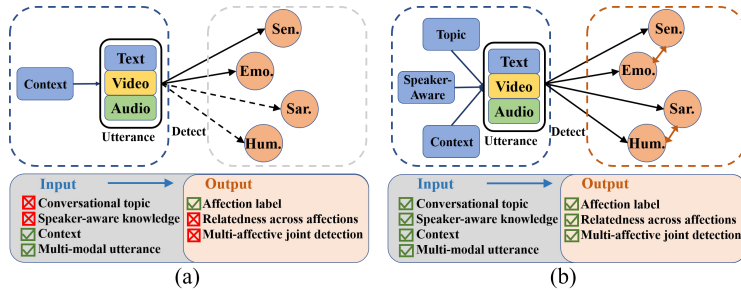 Context
Text
Video
Audio
Utterance
Detect
Sen.
Emo.
Sar.
Hum.
Input
Output
Conversational topic
Speaker-aware knowledge
Context
Multi-modal utterance
Affection label
Relatedness across affections
Multi-affective joint detection
(a)
Topic
Speaker-
Aware
Context
Text
Video
Audio
Utterance
Detect
Sen.
Emo.
Sar.
Hum.
Input
Output
Conversational topic
Speaker-aware knowledge
Context
Multi-modal utterance
Affection label
Relatedness across affections
Multi-affective joint detection
(b)